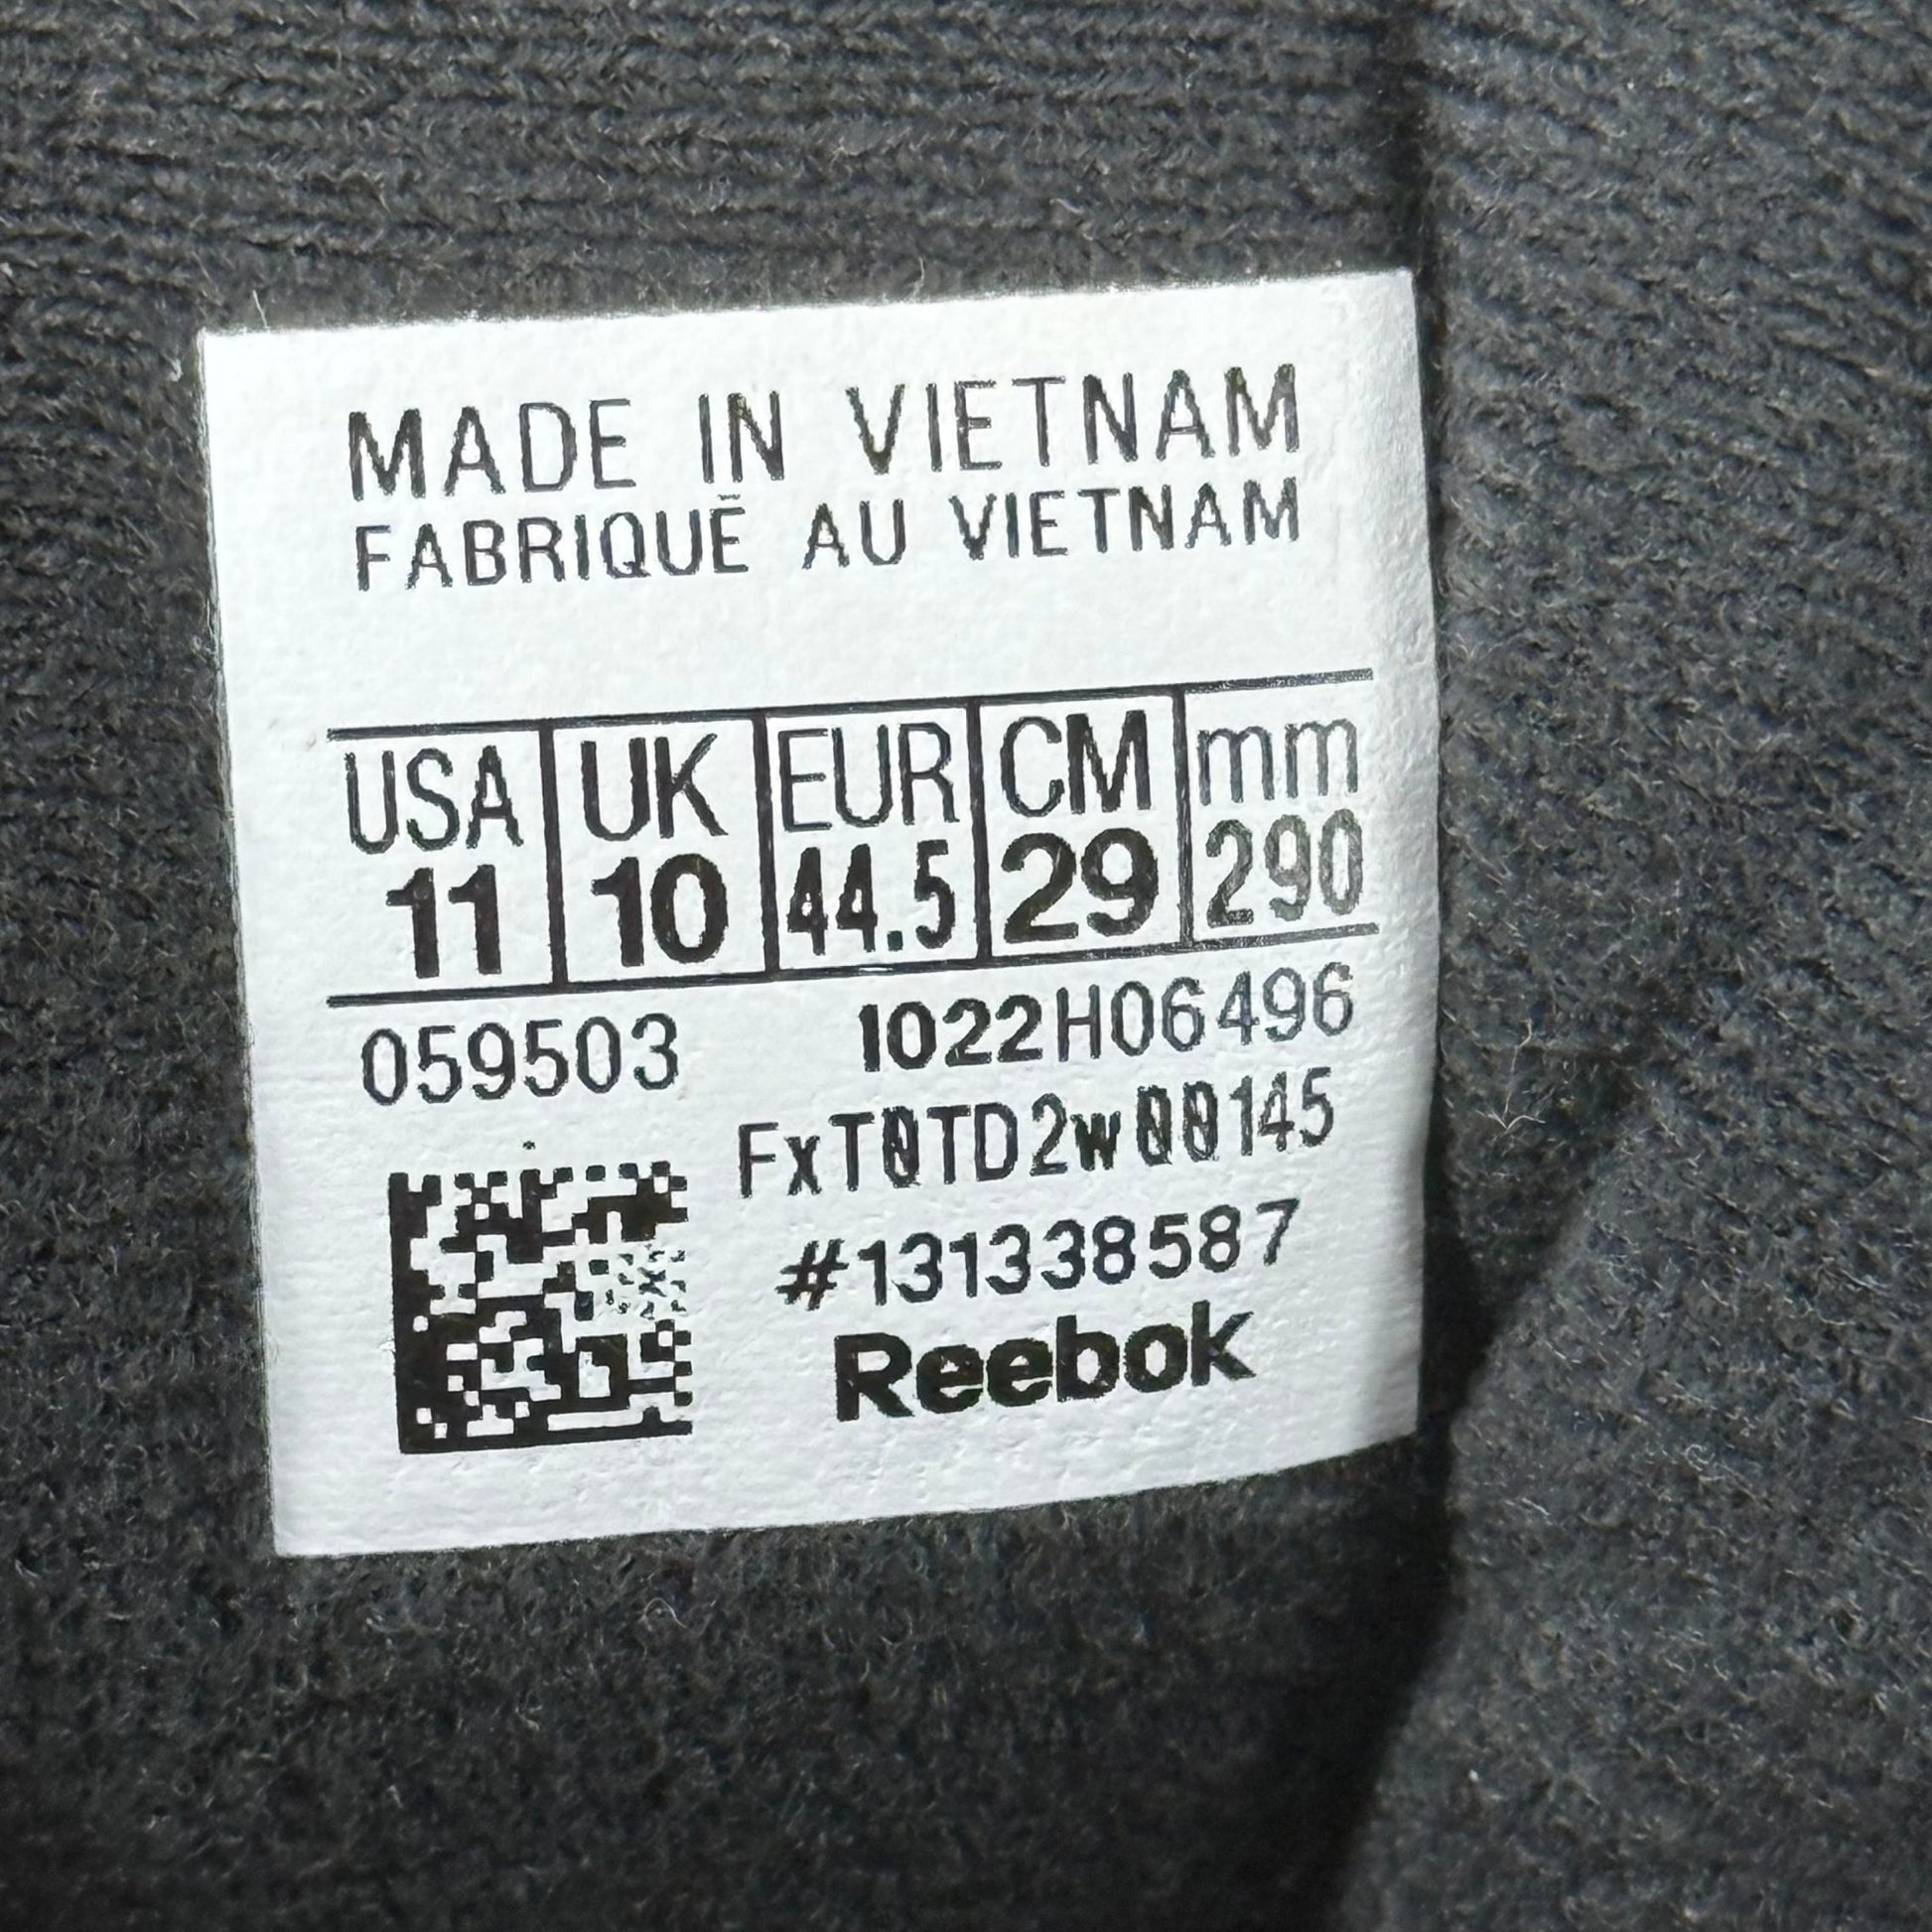 MADE IN VIETNAM
FABRIQUĒ AU VIETNAM
USA UK EUR CM mm
11 10 44.5 29 290
059503 1022H06496
FxT0TD2w00145
#131338587
Reebok